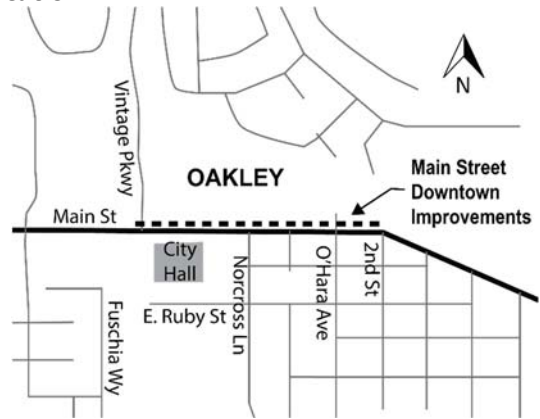 N
Vintage Pkwy
OAKLEY
Main Street
Downtown
Improvements
Main St
City
Hall
Norcross Ln
O'Hara Ave
2nd St
E. Ruby St
Fuschia Wy